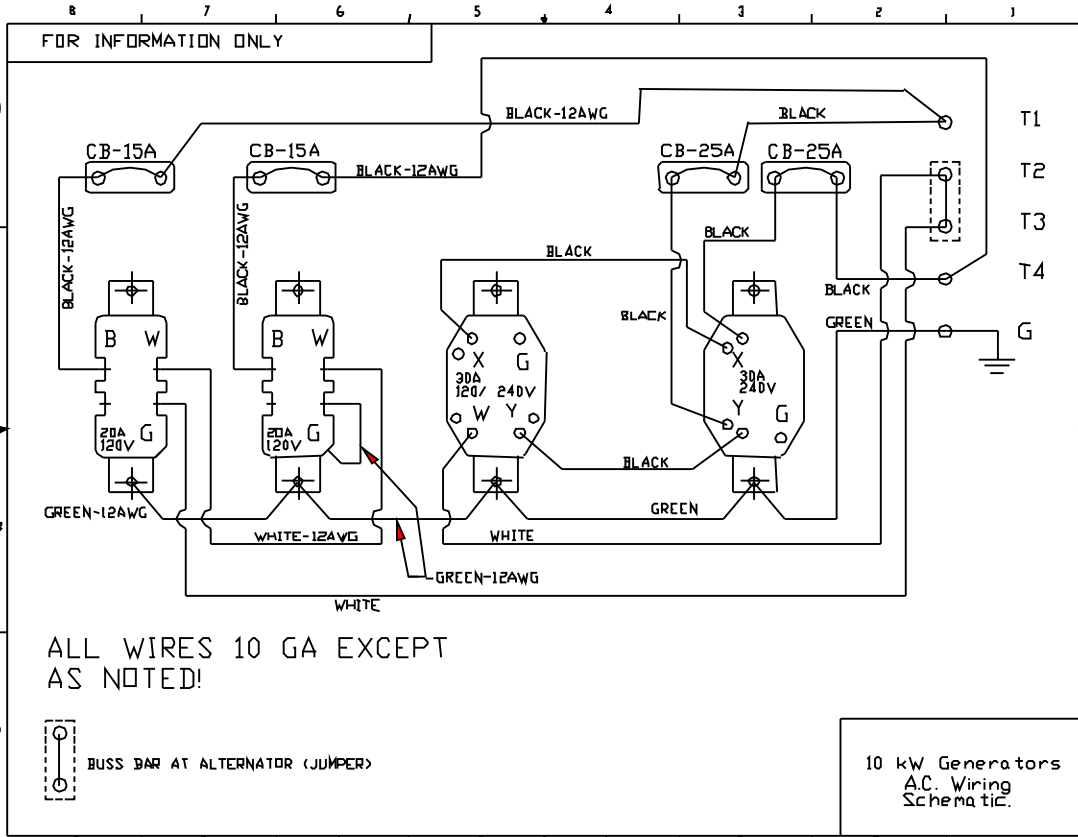 8 7 6 5 4 3 2 1
FOR INFORMATION ONLY
BLACK-12AWG
BLACK
T1
CB-15A
CB-15A
CB-25A
CB-25A
BLACK-12AWG
T2
BLACK-12AWG
BLACK-12AWG
BLACK
T3
BLACK
T4
BLACK
BLACK
GREEN
G
B W
B W
X G
30A
120/ 240V
W Y
X
30A
240V
Y G
20A
120V
G
20A
120V
G
BLACK
GREEN-12AWG
GREEN
WHITE-12AWG
WHITE
GREEN-12AWG
WHITE
ALL WIRES 10 GA EXCEPT
AS NOTED!
BUSS BAR AT ALTERNATOR (JUMPER)
10 kW Generators
A.C. Wiring
Schematic.